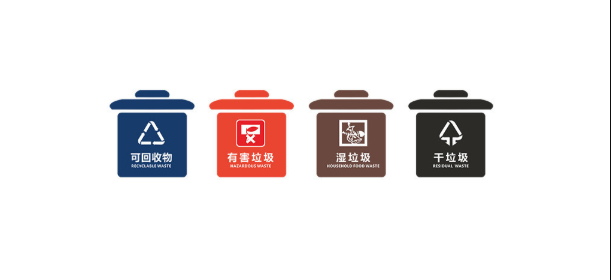 可回收物
RECYCLABLE WASTE
有害垃圾
HAZARDOUS WASTE
湿垃圾
HOUSEHOLD FOOD WASTE
干垃圾
RESIDUAL WASTE